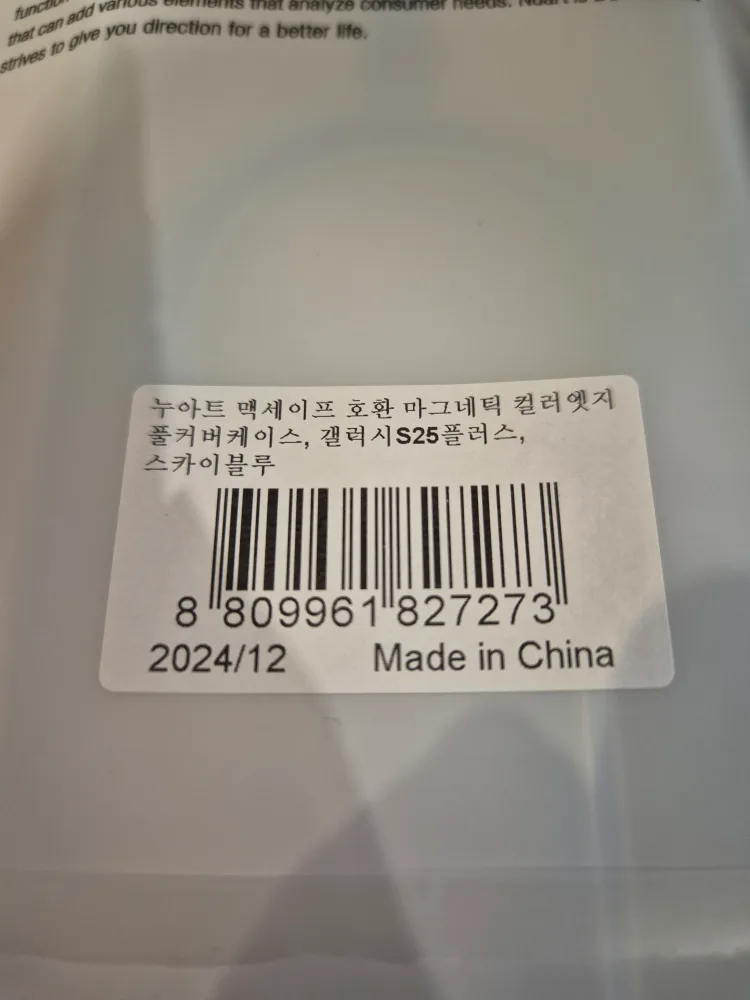 that can add various elements that analyze consumer needs.
strives to give you direction for a better life.
누아트 맥세이프 호환 마그네틱 컬러엣지
풀커버케이스, 갤럭시S25플러스,
스카이블루
8 809961 827273
2024/12 Made in China